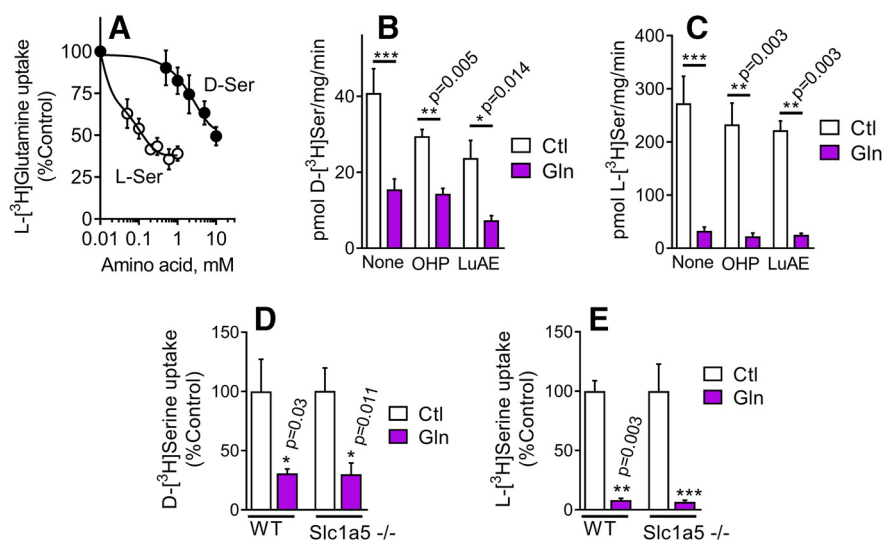 A
L-[³H]Glutamine uptake
(%Control)
100
75
50
25
0
D-Ser
L-Ser
0.01 0.1 1 10
Amino acid, mM
B
pmol D-[³H]Ser/mg/min
40
20
0
***
** p=0.005
* p=0.014
Ctl
Gln
None OHP LuAE
C
pmol L-[³H]Ser/mg/min
400
300
200
100
0
***
** p=0.003
** p=0.003
Ctl
Gln
None OHP LuAE
D
D-[³H]Serine uptake
(%Control)
150
100
50
0
* p=0.03
* p=0.011
Ctl
Gln
WT Slc1a5 -/-
E
L-[³H]Serine uptake
(%Control)
150
100
50
0
** p=0.003
***
Ctl
Gln
WT Slc1a5 -/-